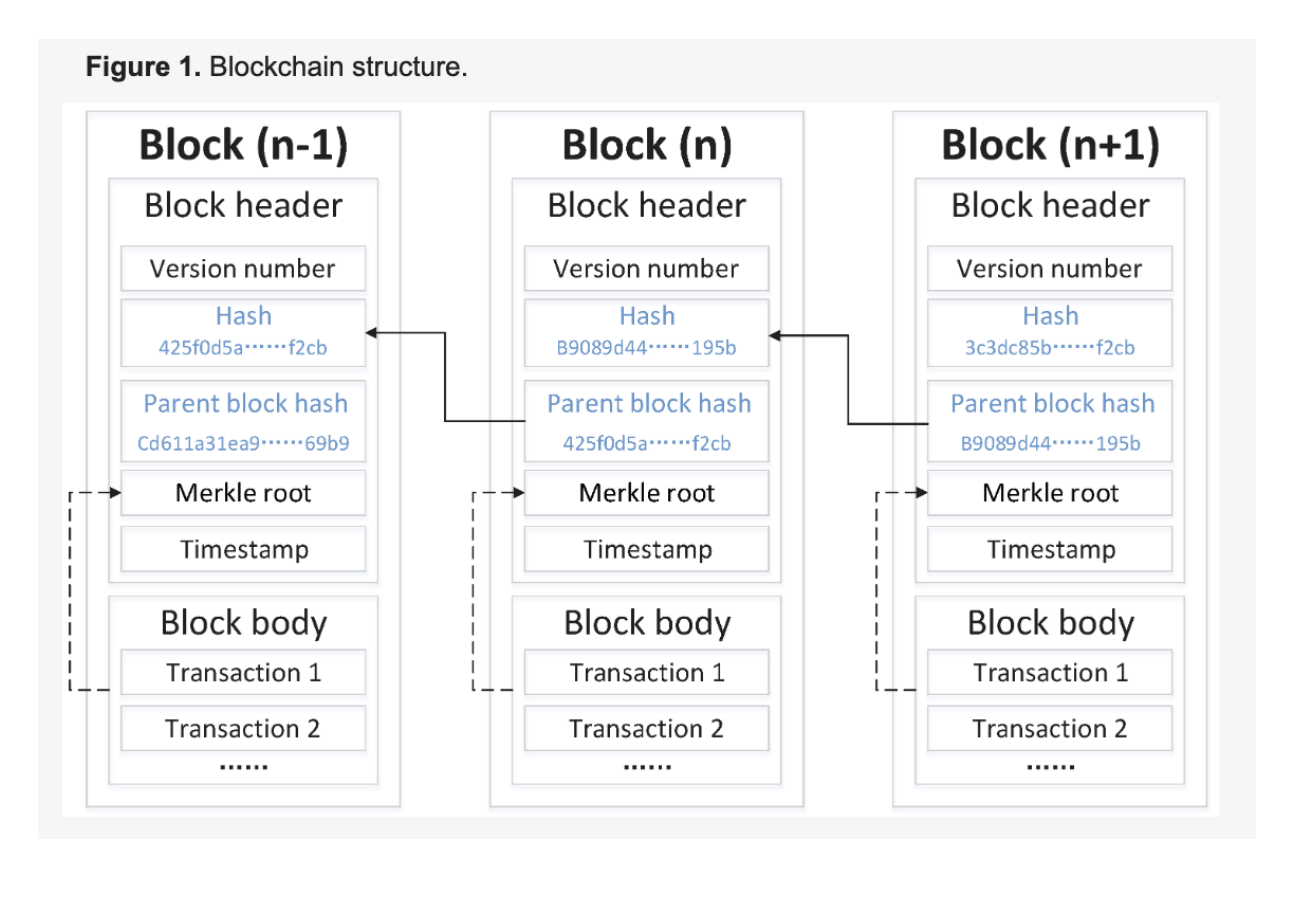 Figure 1. Blockchain structure.
Block (n-1)
Block header
Version number
Hash
425f0d5a······f2cb
Parent block hash
Cd611a31ea9······69b9
Merkle root
Timestamp
Block body
Transaction 1
Transaction 2
······
Block (n)
Block header
Version number
Hash
B9089d44······195b
Parent block hash
425f0d5a······f2cb
Merkle root
Timestamp
Block body
Transaction 1
Transaction 2
······
Block (n+1)
Block header
Version number
Hash
3c3dc85b······f2cb
Parent block hash
B9089d44······195b
Merkle root
Timestamp
Block body
Transaction 1
Transaction 2
······